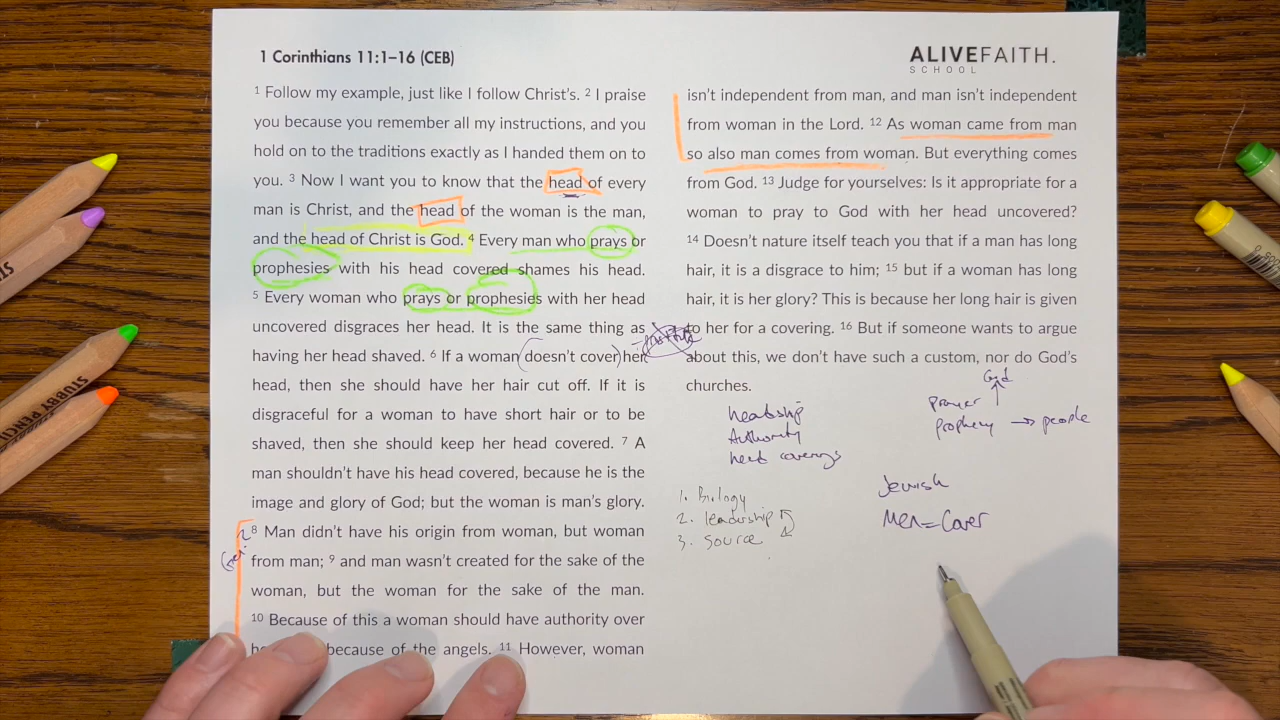 1 Corinthians 11:1–16 (CEB)
ALIVEFAITH.
SCHOOL
1 Follow my example, just like I follow Christ's. 2 I praise
you because you remember all my instructions, and you
hold on to the traditions exactly as I handed them on to
you. 3 Now I want you to know that the head of every
man is Christ, and the head of the woman is the man,
and the head of Christ is God. 4 Every man who prays or
prophesies with his head covered shames his head.
5 Every woman who prays or prophesies with her head
uncovered disgraces her head. It is the same thing as
having her head shaved. 6 If a woman (doesn't cover) her
head, then she should have her hair cut off. If it is
disgraceful for a woman to have short hair or to be
shaved, then she should keep her head covered. 7 A
man shouldn't have his head covered, because he is the
image and glory of God; but the woman is man's glory.
8 Man didn't have his origin from woman, but woman
from man; 9 and man wasn't created for the sake of the
woman, but the woman for the sake of the man.
10 Because of this a woman should have authority over
because of the angels. 11 However, woman
isn't independent from man, and man isn't independent
from woman in the Lord. 12 As woman came from man
so also man comes from woman. But everything comes
from God. 13 Judge for yourselves: Is it appropriate for a
woman to pray to God with her head uncovered?
14 Doesn't nature itself teach you that if a man has long
hair, it is a disgrace to him; 15 but if a woman has long
hair, it is her glory? This is because her long hair is given
to her for a covering. 16 But if someone wants to argue
about this, we don't have such a custom, nor do God's
churches.
God
headship
Authority
head coverings
prayer
prophecy → people
1. Biology
2. leadership
3. source
Jewish
Men = Cover
STUBBY PENCIL